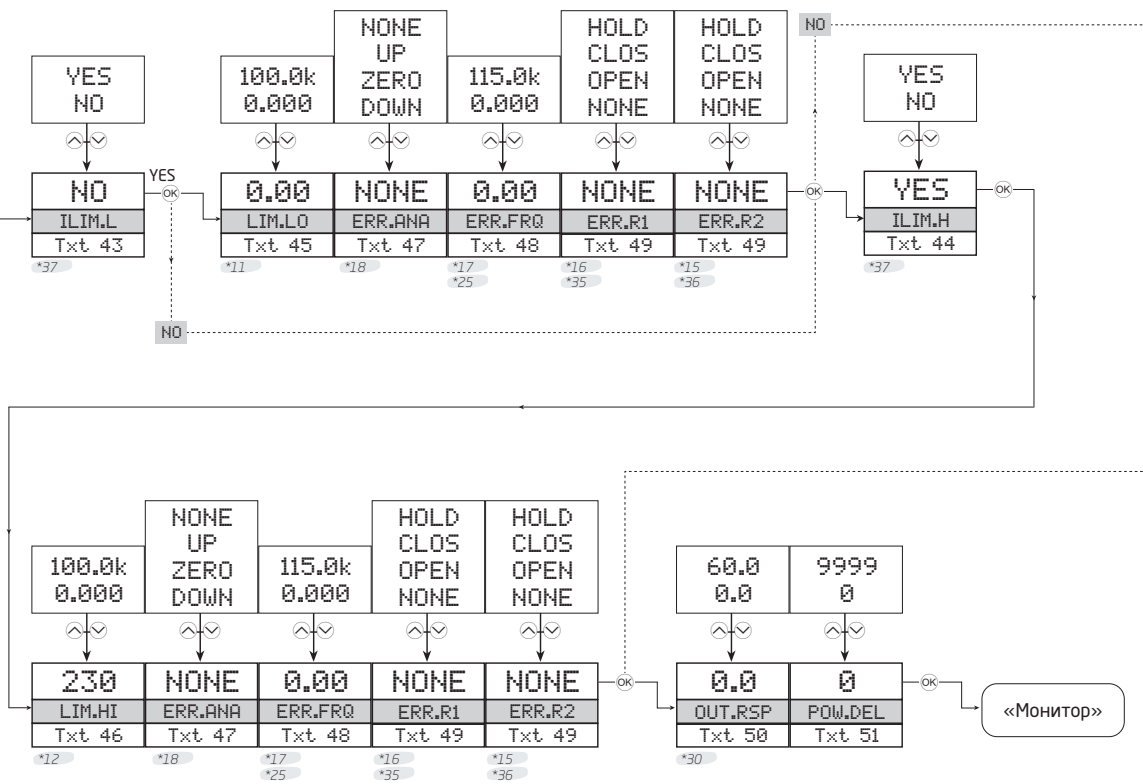 NO
YES
NO
100.0k
0.000
NONE
UP
ZERO
DOWN
115.0k
0.000
HOLD
CLOS
OPEN
NONE
HOLD
CLOS
OPEN
NONE
YES
NO
NO
ILIM.L
Txt 43
*37
YES
OK
0.00
LIM.LO
Txt 45
*11
NONE
ERR.ANA
Txt 47
*18
0.00
ERR.FRQ
Txt 48
*17
*25
NONE
ERR.R1
Txt 49
*16
*35
NONE
ERR.R2
Txt 49
*15
*36
OK
YES
ILIM.H
Txt 44
*37
OK
NO
100.0k
0.000
NONE
UP
ZERO
DOWN
115.0k
0.000
HOLD
CLOS
OPEN
NONE
HOLD
CLOS
OPEN
NONE
60.0
0.0
9999
0
230
LIM.HI
Txt 46
*12
NONE
ERR.ANA
Txt 47
*18
0.00
ERR.FRQ
Txt 48
*17
*25
NONE
ERR.R1
Txt 49
*16
*35
NONE
ERR.R2
Txt 49
*15
*36
OK
0.0
OUT.RSP
Txt 50
*30
0
POW.DEL
Txt 51
OK
«Монитор»